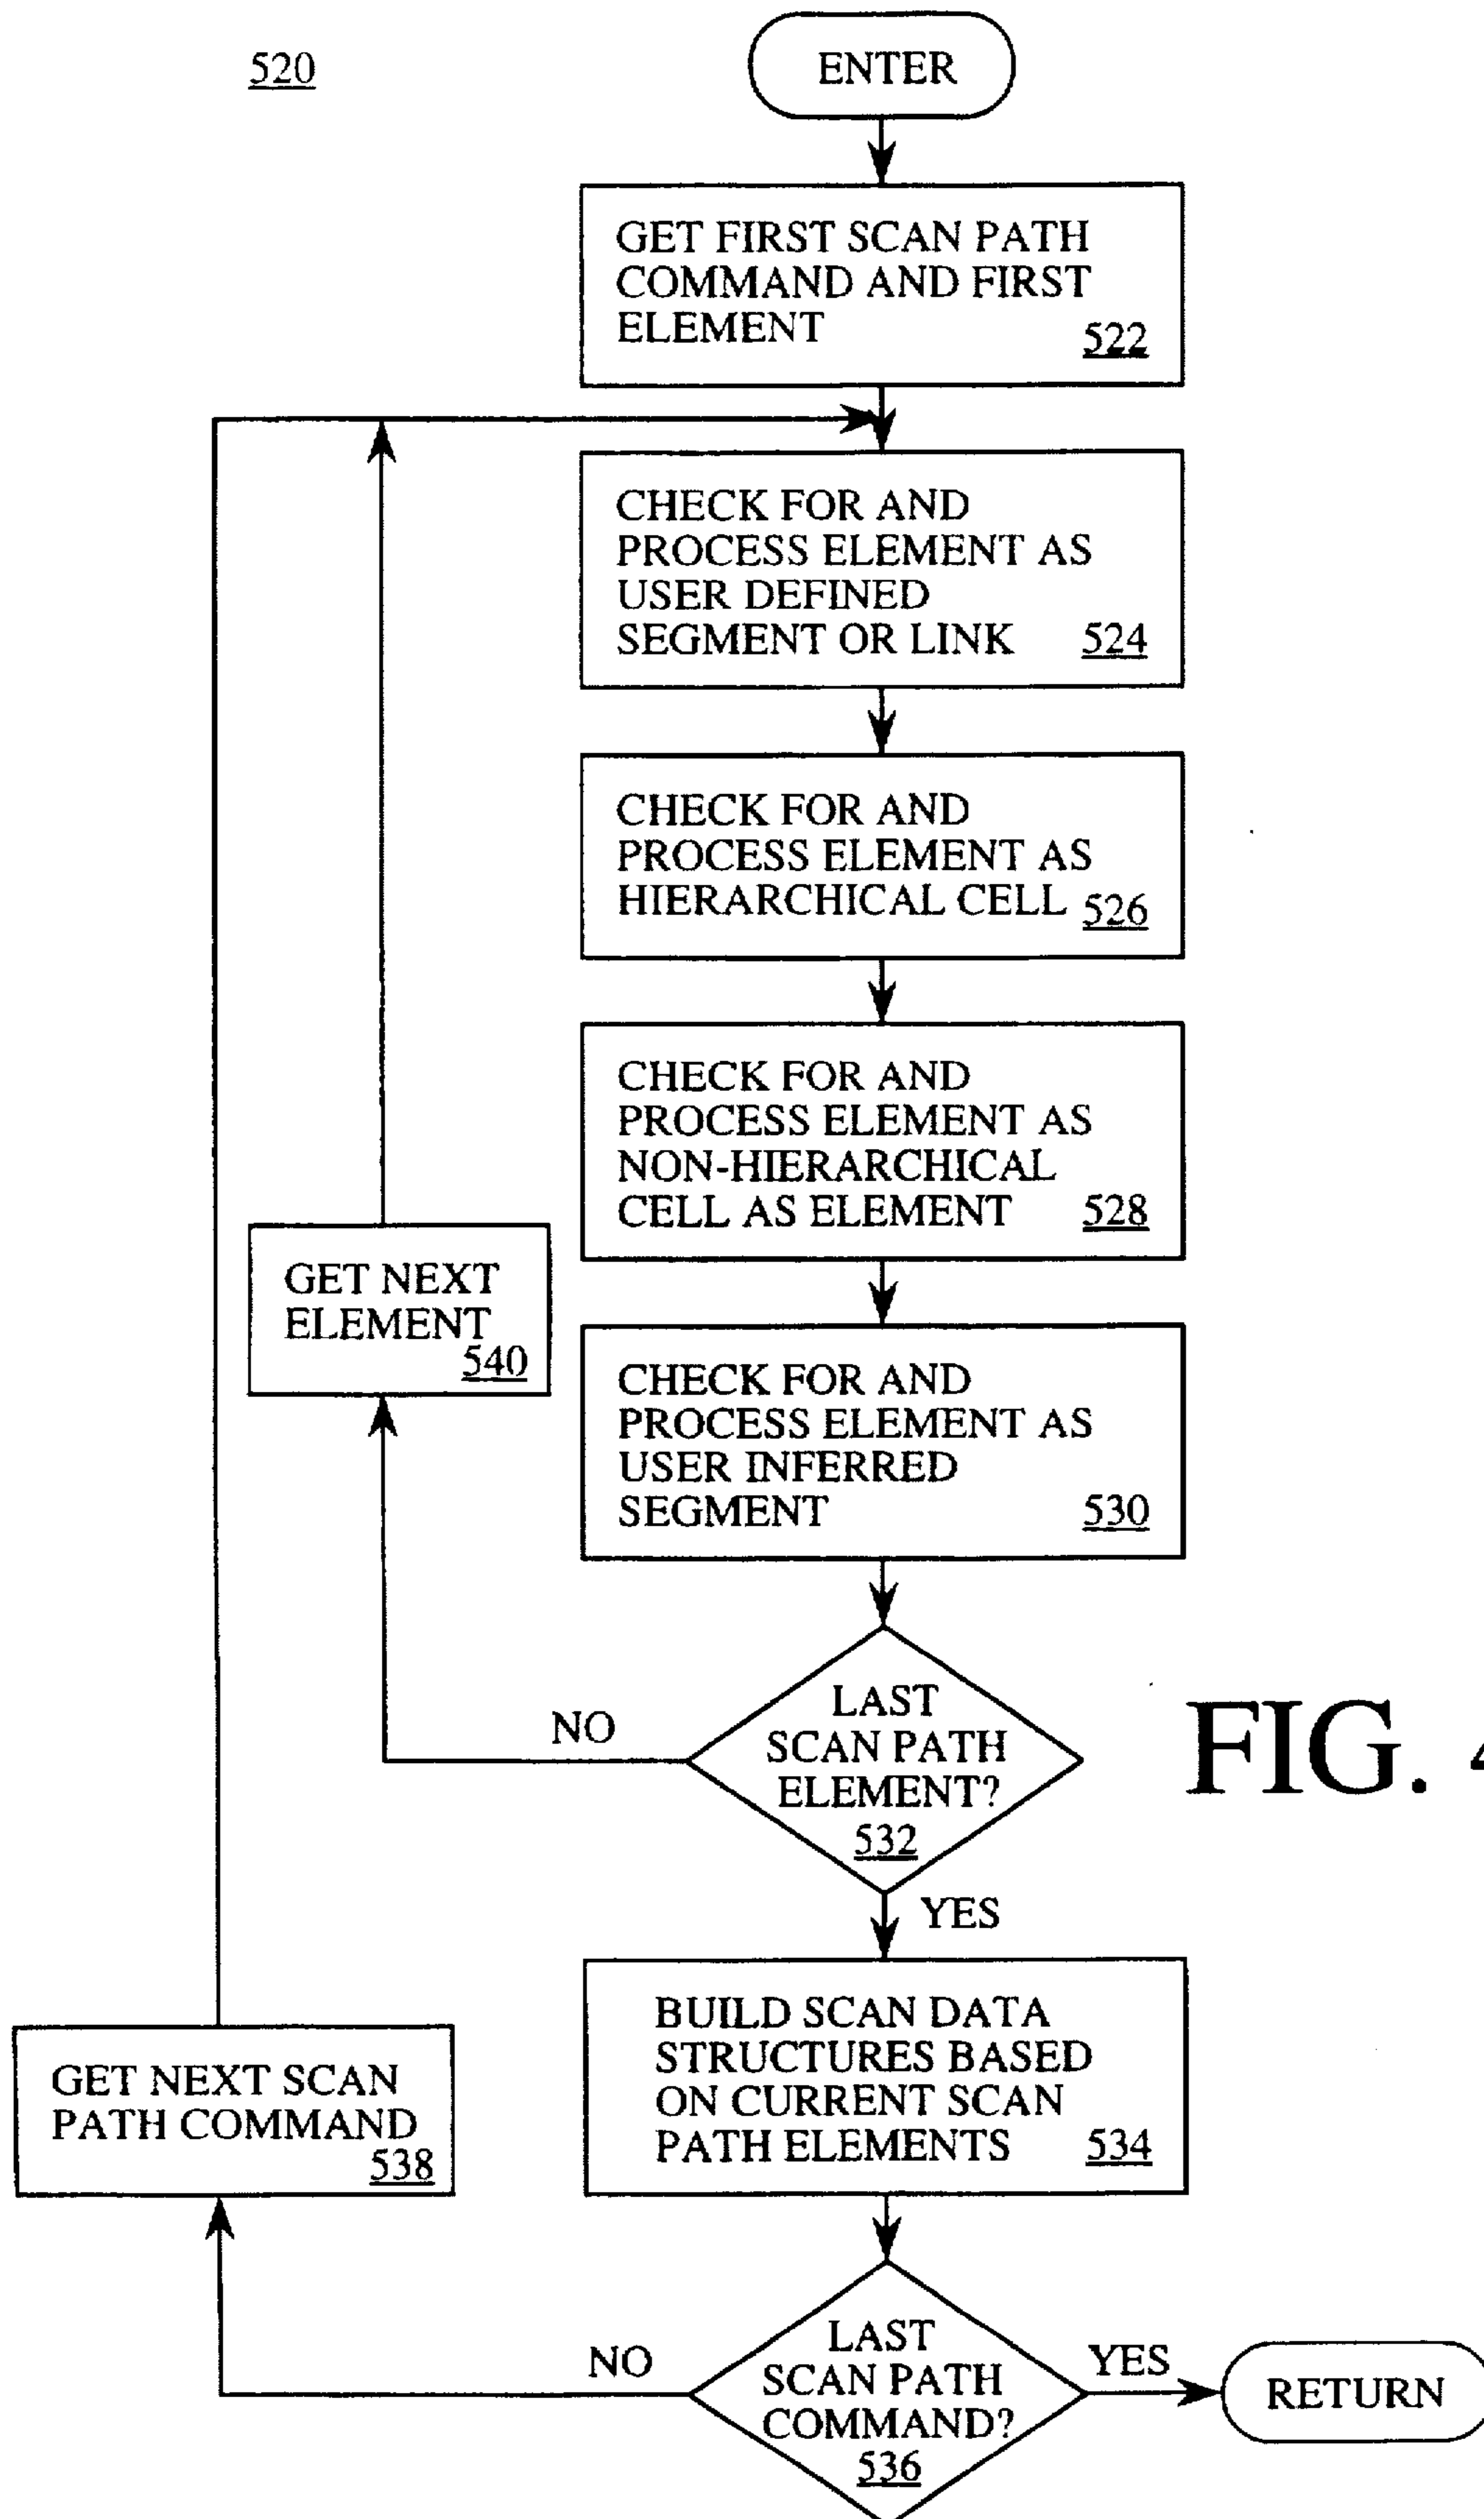 520
ENTER
GET FIRST SCAN PATH
COMMAND AND FIRST
ELEMENT
522
CHECK FOR AND
PROCESS ELEMENT AS
USER DEFINED
SEGMENT OR LINK 524
CHECK FOR AND
PROCESS ELEMENT AS
HIERARCHICAL CELL 526
CHECK FOR AND
PROCESS ELEMENT AS
NON-HIERARCHICAL
CELL AS ELEMENT 528
GET NEXT
ELEMENT
540
CHECK FOR AND
PROCESS ELEMENT AS
USER INFERRED
SEGMENT 530
LAST
SCAN PATH
ELEMENT?
532
NO
YES
FIG.
BUILD SCAN DATA
STRUCTURES BASED
ON CURRENT SCAN
PATH ELEMENTS 534
GET NEXT SCAN
PATH COMMAND
538
LAST
SCAN PATH
COMMAND?
536
NO
YES
RETURN